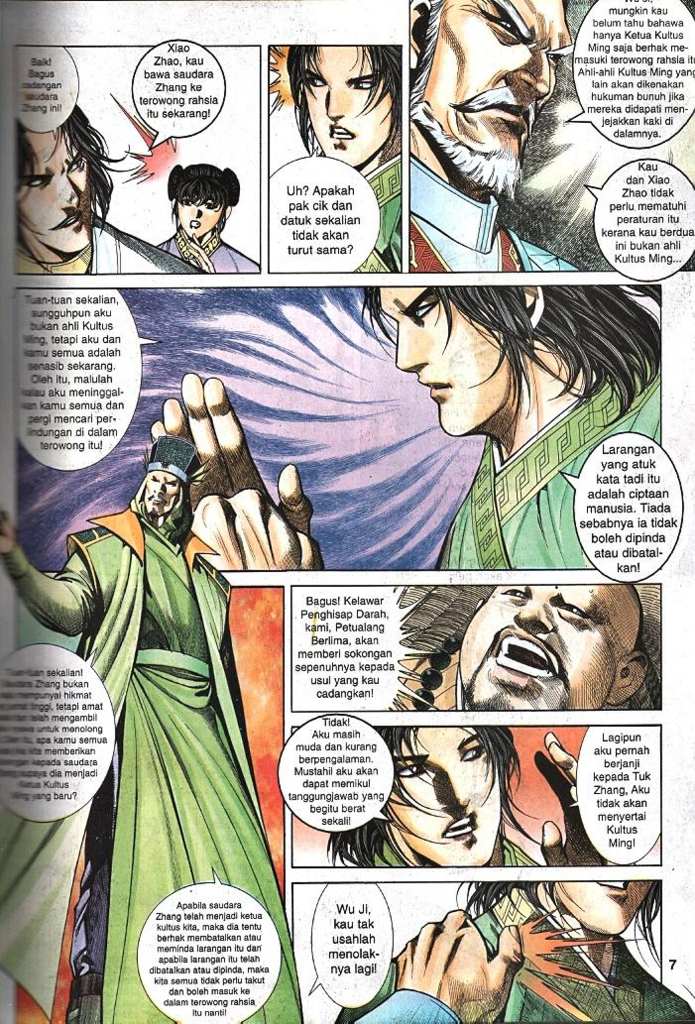 Baik!
Bagus
cadangan
saudara
Zhang ini!
Xiao
Zhao, kau
bawa saudara
Zhang ke
terowong rahsia
itu sekarang!
Uh? Apakah
pak cik dan
datuk sekalian
tidak akan
turut sama?
mungkin kau
belum tahu bahawa
hanya Ketua Kultus
Ming saja berhak me-
masuki terowong rahsia itu
Ahli-ahli Kultus Ming yang
lain akan dikenakan
hukuman bunuh jika
mereka didapati men-
jejakkan kaki di
dalamnya.
Kau
dan Xiao
Zhao tidak
perlu mematuhi
peraturan itu
kerana kau berdua
ini bukan ahli
Kultus Ming...
Tuan-tuan sekalian,
sungguhpun aku
bukan ahli Kultus
Ming, tetapi aku dan
kamu semua adalah
senasib sekarang.
Oleh itu, malulah
kalau aku meninggal-
kan kamu semua dan
pergi mencari per-
lindungan di dalam
terowong itu!
Larangan
yang atuk
kata tadi itu
adalah ciptaan
manusia. Tiada
sebabnya ia tidak
boleh dipinda
atau dibatal-
kan!
Tuan sekalian!
Saudara Zhang bukan
mempunyai hikmat
tinggi, tetapi amat
telah mengambil
untuk menolong
itu, apa kamu semua
kita memberikan
kepada saudara
supaya dia menjadi
Ketua Kultus
Ming yang baru?
Bagus! Kelawar
Penghisap Darah,
kami, Petualang
Berlima, akan
memberi sokongan
sepenuhnya kepada
usul yang kau
cadangkan!
Tidak!
Aku masih
muda dan kurang
berpengalaman.
Mustahil aku akan
dapat memikul
tanggungjawab yang
begitu berat
sekali!
Lagipun
aku pernah
berjanji
kepada Tuk
Zhang, Aku
tidak akan
menyertai
Kultus
Ming!
Apabila saudara
Zhang telah menjadi ketua
kultus kita, maka dia tentu
berhak membatalkan atau
meminda larangan itu dan
apabila larangan itu telah
dibatalkan atau dipinda, maka
kita semua tidak perlu takut
dan boleh masuk ke
dalam terowong rahsia
itu nanti!
Wu Ji,
kau tak
usahlah
menolak-
nya lagi!
7